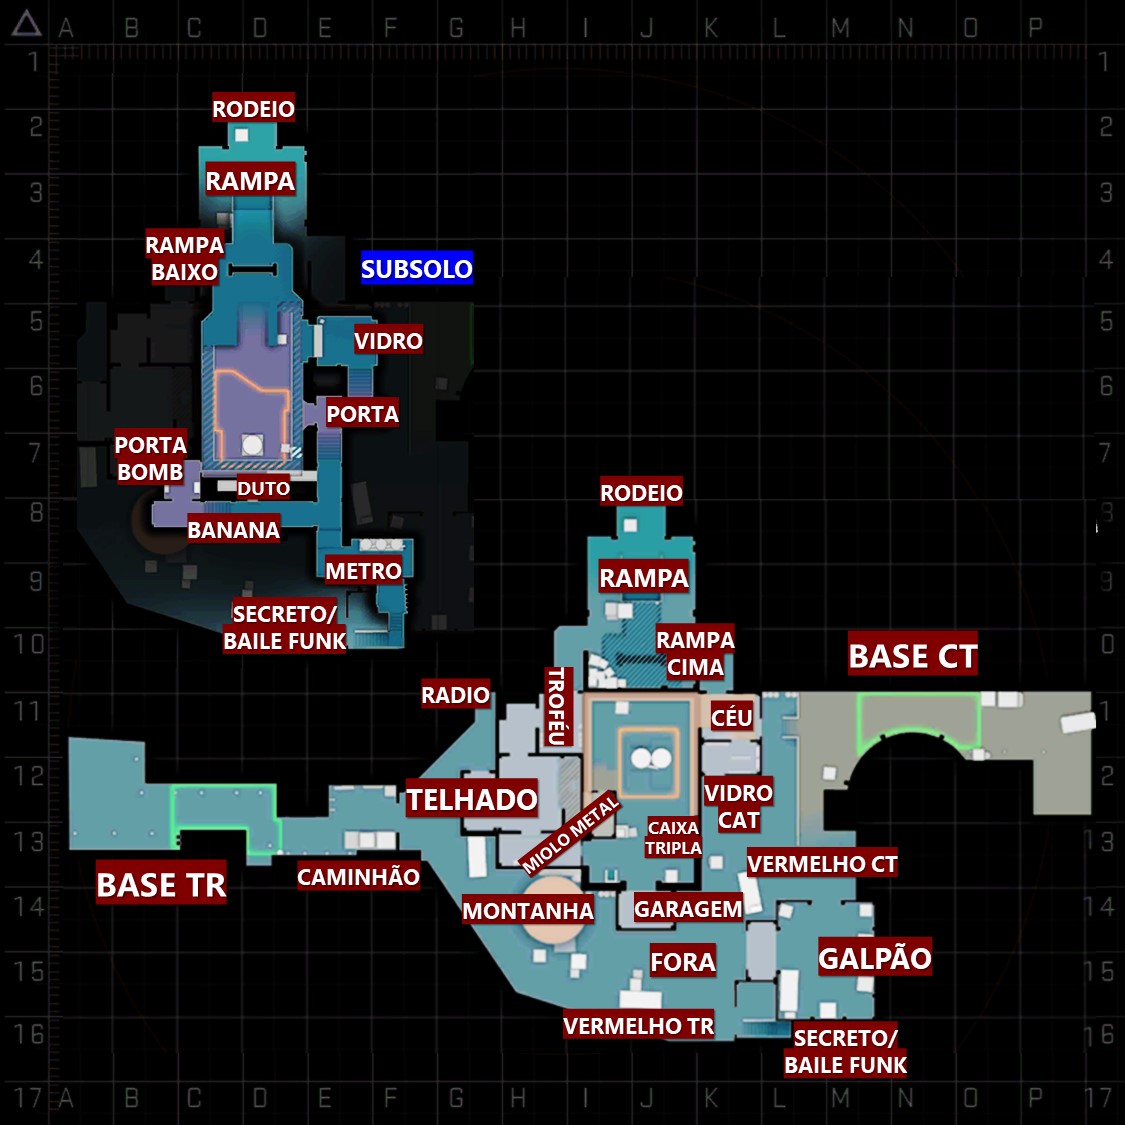 A B C D E F G H I J K L M N O P
1 1
RODEIO
2 2
RAMPA
3 3
RAMPA
BAIXO
SUBSOLO
4 4
5 5
VIDRO
6 6
PORTA
PORTA
BOMB
7 7
DUTO
RODEIO
8 8
BANANA
METRO
RAMPA
9 9
SECRETO/
BAILE FUNK
10 0
RAMPA
CIMA
BASE CT
RADIO
TROFÉU
CÉU
11 1
12 2
TELHADO
VIDRO
CAT
MIOLO METAL
CAIXA
TRIPLA
13 13
BASE TR
CAMINHÃO
VERMELHO CT
MONTANHA
GARAGEM
14 14
FORA
GALPÃO
15 15
VERMELHO TR
16 16
SECRETO/
BAILE FUNK
17 A B C D E F G H I J K L M N O P 17